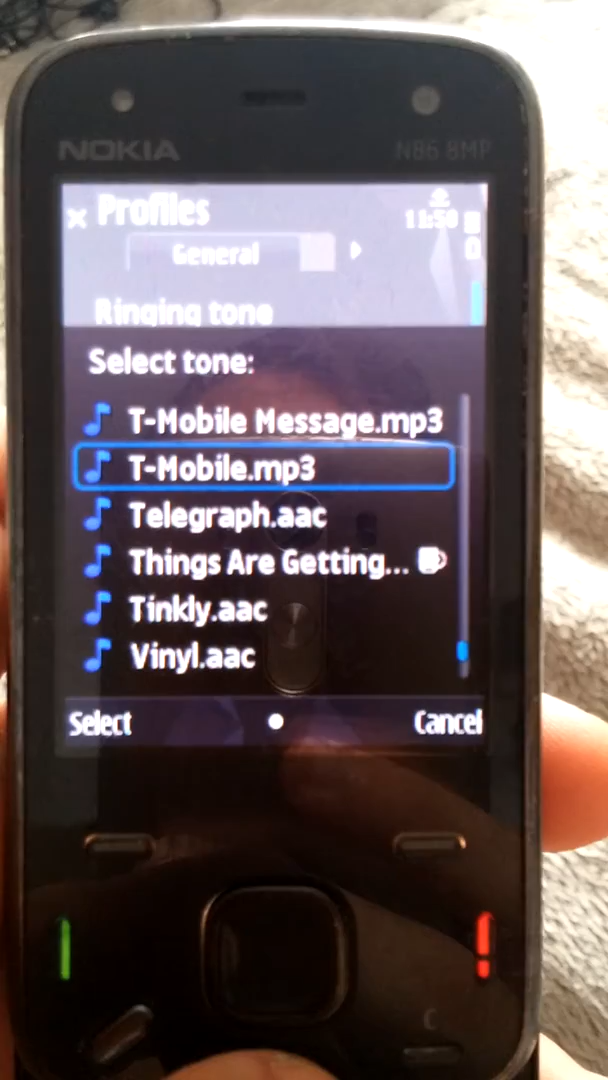 NOKIA N86 8MP
Profiles
11:50
General
Ringing tone
Select tone:
T-Mobile Message.mp3
T-Mobile.mp3
Telegraph.aac
Things Are Getting...
Tinkly.aac
Vinyl.aac
Select Cancel
C